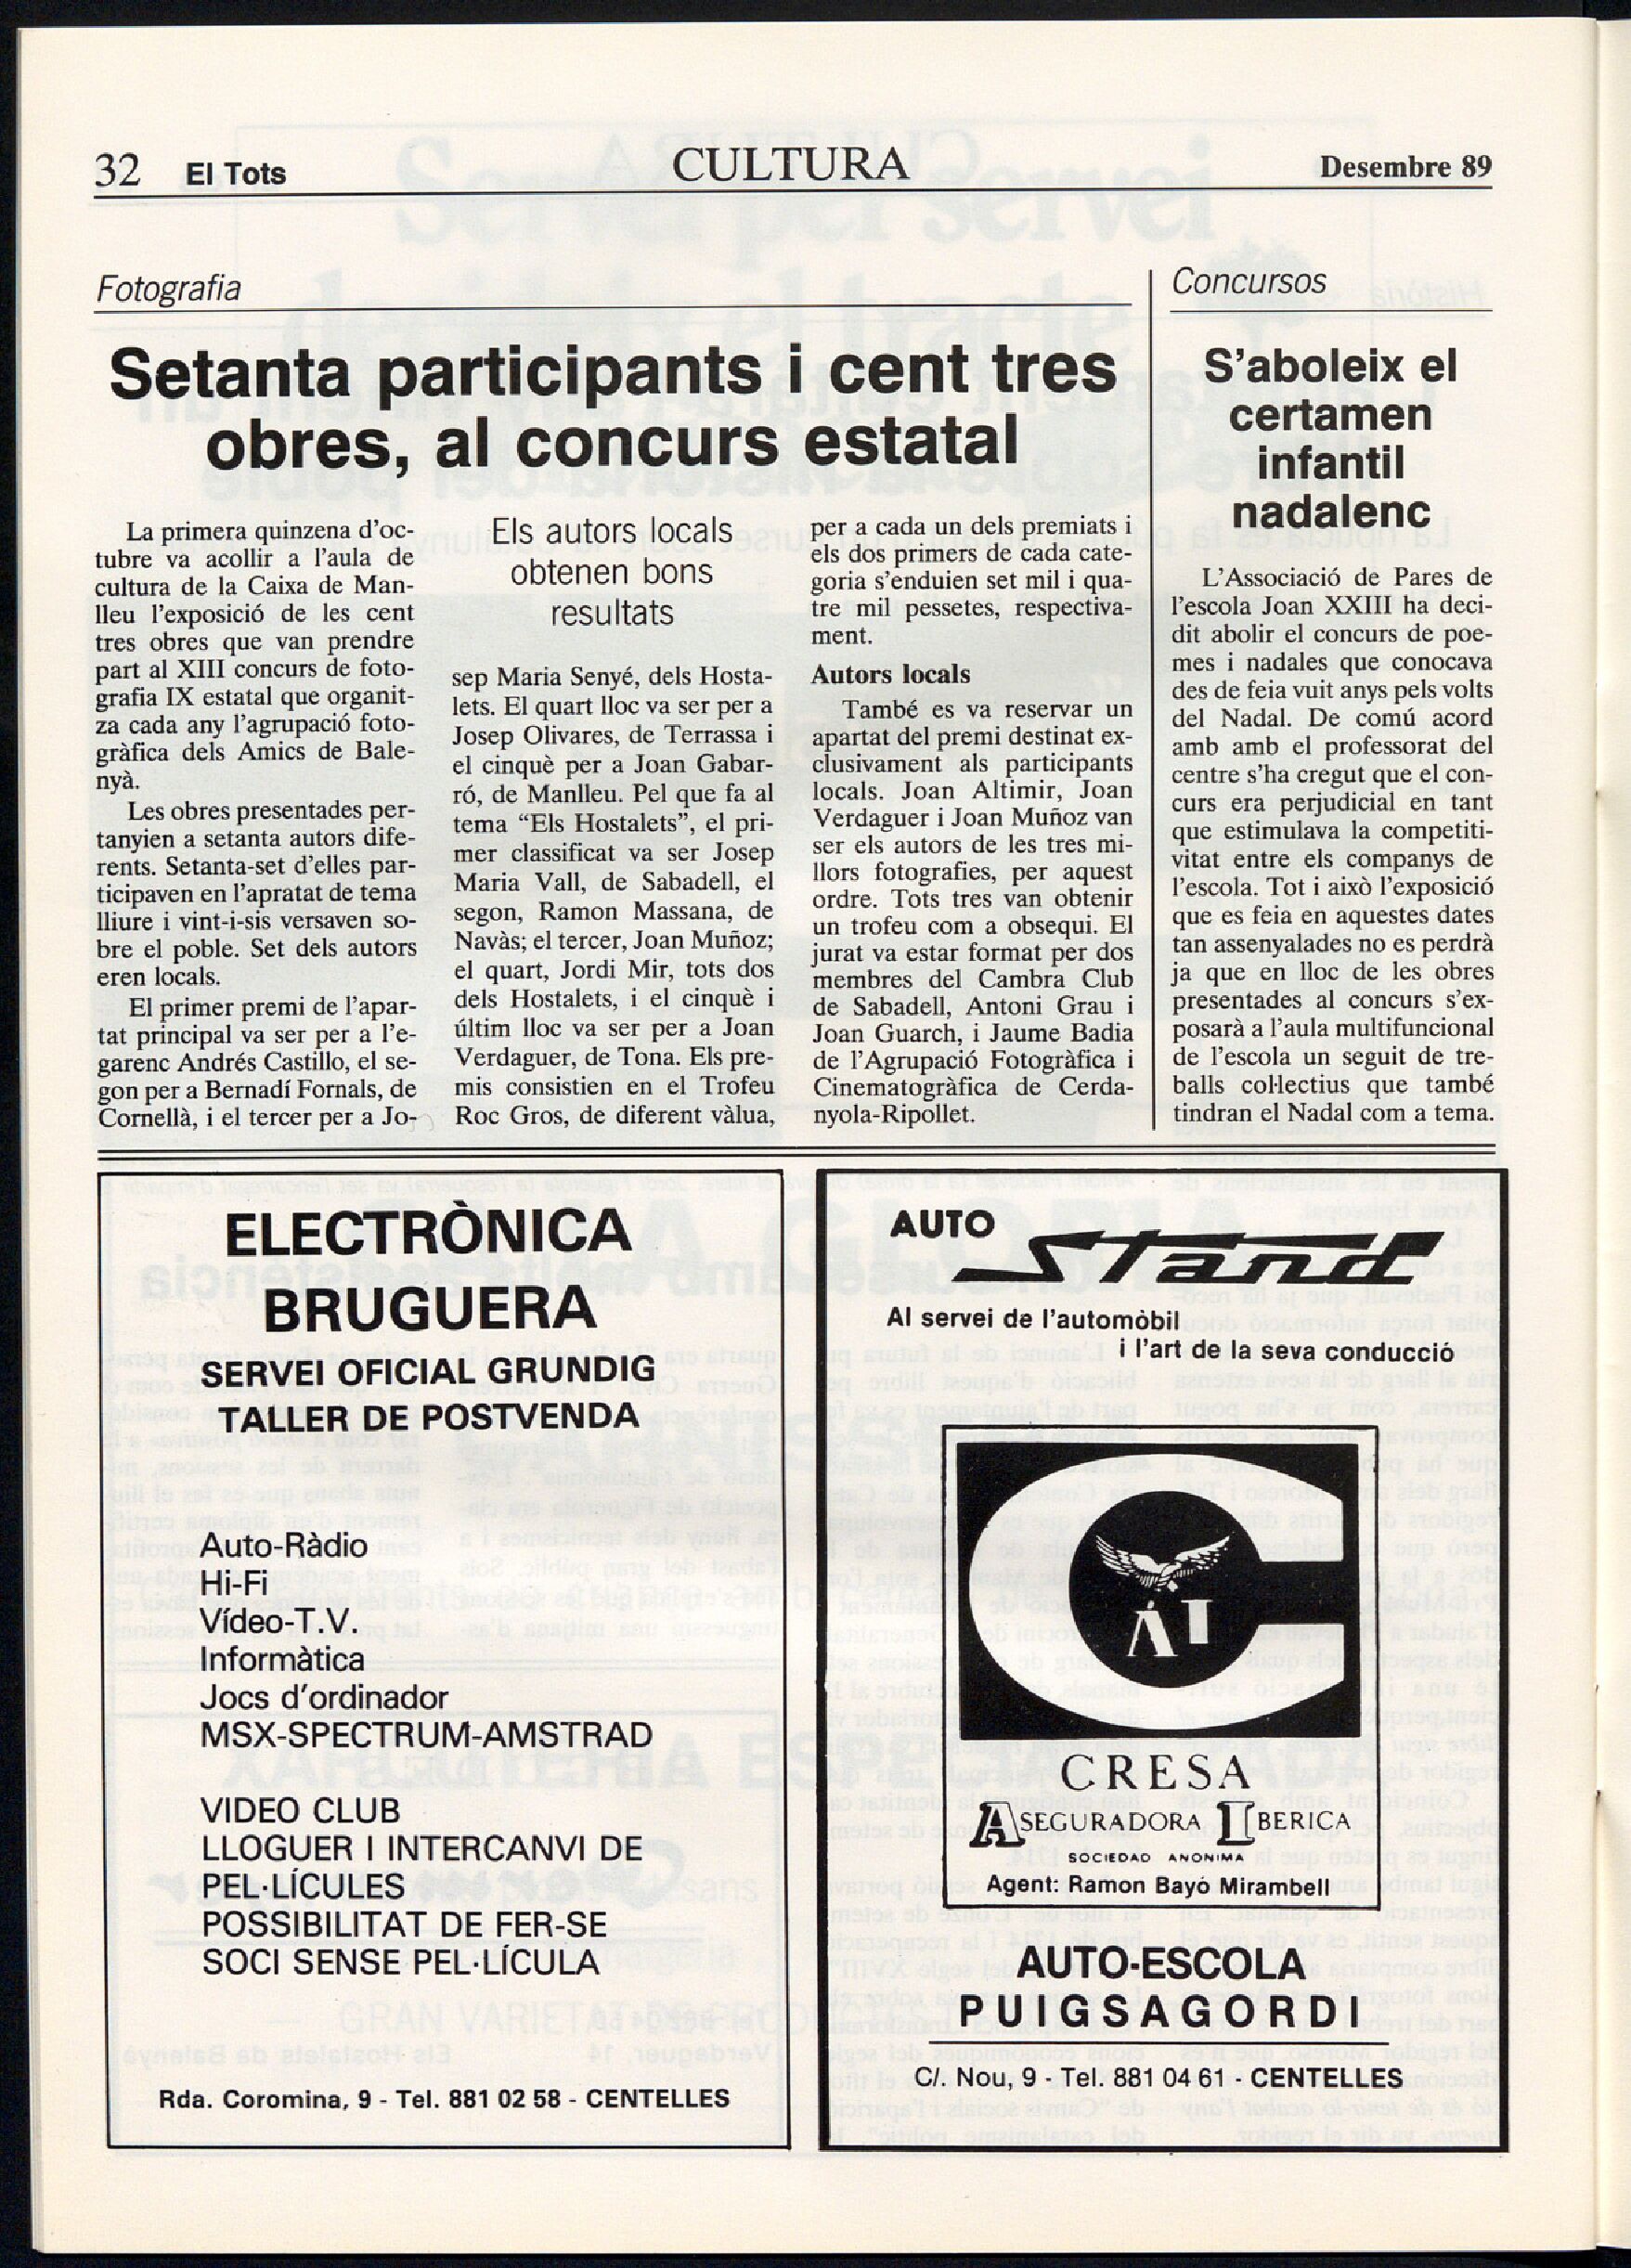 32 El Tots
CULTURA
Desembre 89
Fotografia
Setanta participants i cent tres
obres, al concurs estatal
La primera quinzena d'oc-
tubre va acollir a l'aula de
cultura de la Caixa de Man-
lleu l'exposició de les cent
tres obres que van prendre
part al XIII concurs de foto-
grafia IX estatal que organit-
za cada any l'agrupació foto-
gràfica dels Amics de Bale-
nyà.
Les obres presentades per-
tanyien a setanta autors dife-
rents. Setanta-set d'elles par-
ticipaven en l'apratat de tema
lliure i vint-i-sis versaven so-
bre el poble. Set dels autors
eren locals.
El primer premi de l'apar-
tat principal va ser per a l'e-
garenc Andrés Castillo, el se-
gon per a Bernadí Fornals, de
Cornellà, i el tercer per a Jo-
Els autors locals
obtenen bons
resultats
sep Maria Senyé, dels Hosta-
lets. El quart lloc va ser per a
Josep Olivares, de Terrassa i
el cinquè per a Joan Gabar-
ró, de Manlleu. Pel que fa al
tema "Els Hostalets", el pri-
mer classificat va ser Josep
Maria Vall, de Sabadell, el
segon, Ramon Massana, de
Navàs; el tercer, Joan Muñoz;
el quart, Jordi Mir, tots dos
dels Hostalets, i el cinquè i
últim lloc va ser per a Joan
Verdaguer, de Tona. Els pre-
mis consistien en el Trofeu
Roc Gros, de diferent vàlua,
per a cada un dels premiats i
els dos primers de cada cate-
goria s'enduien set mil i qua-
tre mil pessetes, respectiva-
ment.
Autors locals
També es va reservar un
apartat del premi destinat ex-
clusivament als participants
locals. Joan Altimir, Joan
Verdaguer i Joan Muñoz van
ser els autors de les tres mi-
llors fotografies, per aquest
ordre. Tots tres van obtenir
un trofeu com a obsequi. El
jurat va estar format per dos
membres del Cambra Club
de Sabadell, Antoni Grau i
Joan Guarch, i Jaume Badia
de l'Agrupació Fotogràfica i
Cinematogràfica de Cerda-
nyola-Ripollet.
Concursos
S'aboleix el
certamen
infantil
nadalenc
L'Associació de Pares de
l'escola Joan XXIII ha deci-
dit abolir el concurs de poe-
mes i nadales que conocava
des de feia vuit anys pels volts
del Nadal. De comú acord
amb amb el professorat del
centre s'ha cregut que el con-
curs era perjudicial en tant
que estimulava la competiti-
vitat entre els companys de
l'escola. Tot i això l'exposició
que es feia en aquestes dates
tan assenyalades no es perdrà
ja que en lloc de les obres
presentades al concurs s'ex-
posarà a l'aula multifuncional
de l'escola un seguit de tre-
balls col·lectius que també
tindran el Nadal com a tema.
ELECTRÒNICA
BRUGUERA
SERVEI OFICIAL GRUNDIG
TALLER DE POSTVENDA
Auto-Ràdio
Hi-Fi
Vídeo-T.V.
Informàtica
Jocs d'ordinador
MSX-SPECTRUM-AMSTRAD
VIDEO CLUB
LLOGUER I INTERCANVI DE
PEL·LÍCULES
POSSIBILITAT DE FER-SE
SOCI SENSE PEL·LÍCULA
Rda. Coromina, 9 - Tel. 881 02 58 - CENTELLES
AUTO Stand
Al servei de l'automòbil
i l'art de la seva conducció
AI
CRESA
ASEGURADORA IBERICA
SOCIEDAD ANONIMA
Agent: Ramon Bayó Mirambell
AUTO-ESCOLA
PUIGSAGORDI
C/. Nou, 9 - Tel. 881 04 61 - CENTELLES